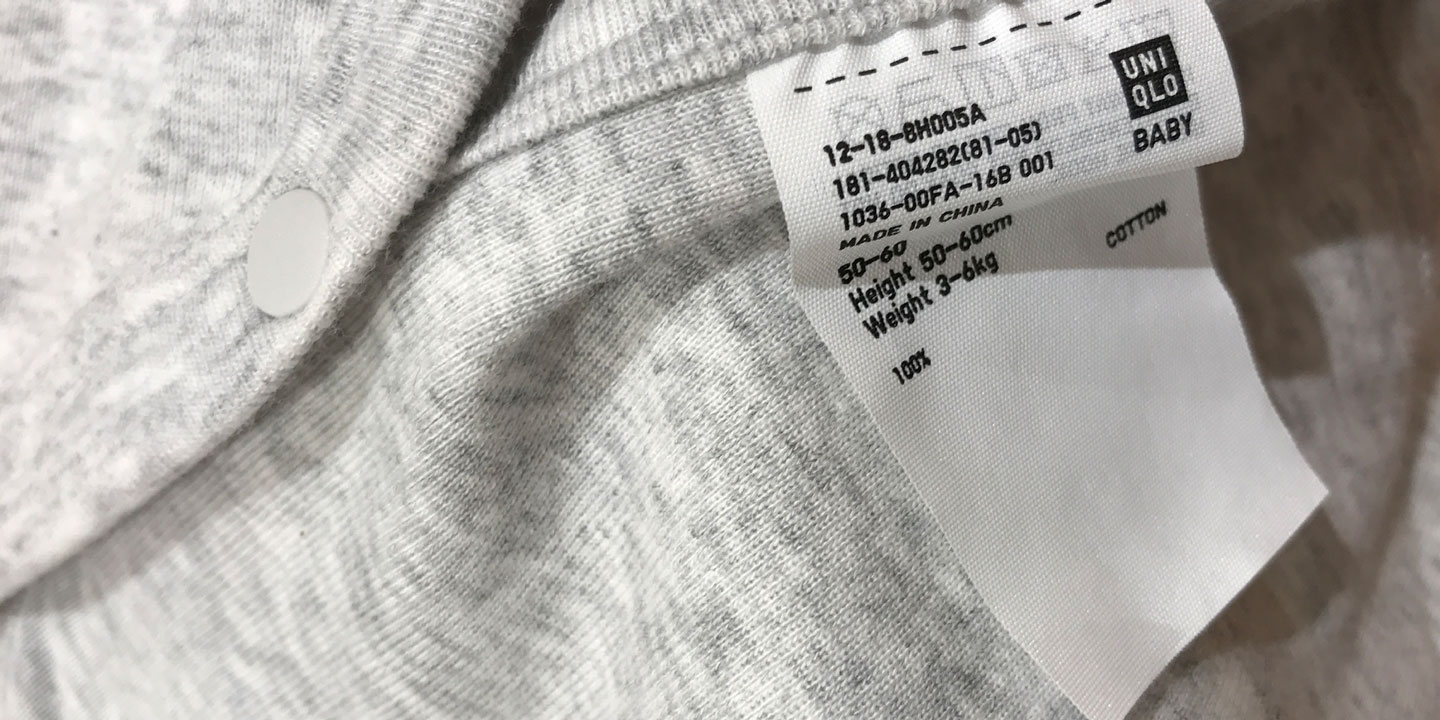 UNI
QLO
BABY
12-18-8H005A
181-404282(81-05)
1036-00FA-16B 001
MADE IN CHINA
50-60
Height 50-60cm
Weight 3-6kg
100% COTTON